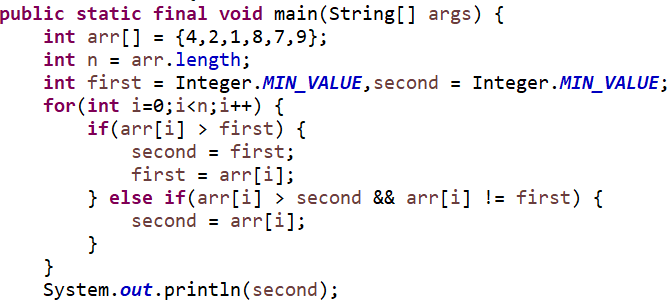 public static final void main(String[] args) {
    int arr[] = {4,2,1,8,7,9};
    int n = arr.length;
    int first = Integer.MIN_VALUE,second = Integer.MIN_VALUE;
    for(int i=0;i<n;i++) {
        if(arr[i] > first) {
            second = first;
            first = arr[i];
        } else if(arr[i] > second && arr[i] != first) {
            second = arr[i];
        }
    }
    System.out.println(second);